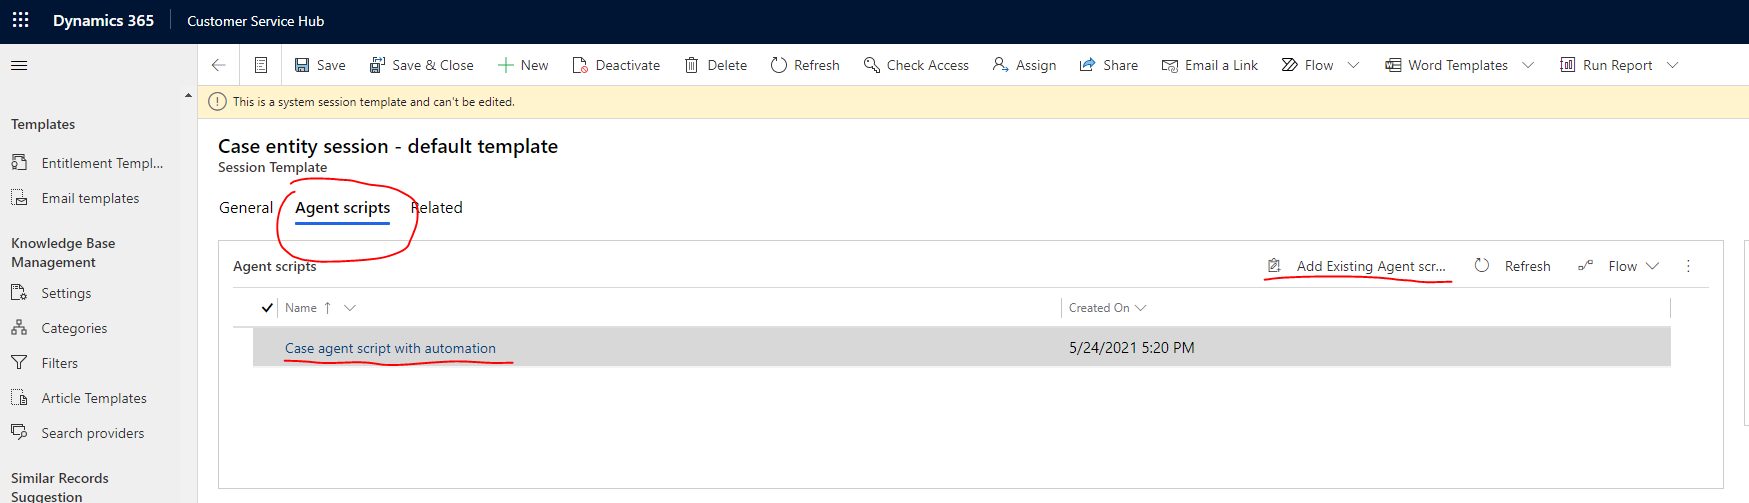 Dynamics 365 Customer Service Hub
Save Save & Close New Deactivate Delete Refresh Check Access Assign Share Email a Link Flow Word Templates Run Report
This is a system session template and can't be edited.
Templates
Entitlement Templ...
Email templates
Knowledge Base
Management
Settings
Categories
Filters
Article Templates
Search providers
Similar Records
Suggestion
Case entity session - default template
Session Template
General Agent scripts Related
Agent scripts Add Existing Agent scr... Refresh Flow
Name Created On
Case agent script with automation 5/24/2021 5:20 PM